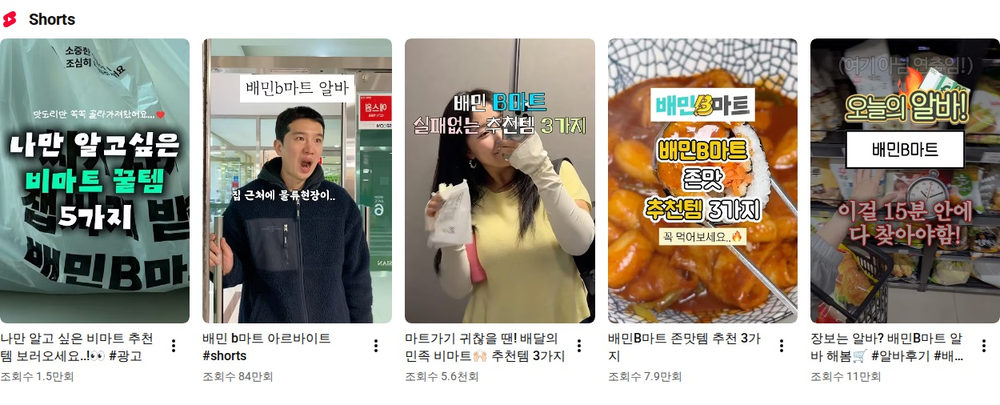 Shorts
소중한
조심히
맛도리만 쏙쏙 골라가져왔어요...
나만 알고싶은
비마트 꿀템
5가지
배민B마
나만 알고 싶은 비마트 추천
템 보러오세요..!👀 #광고
조회수 1.5만회
배민b마트 알바
집 근처에 물류현장이..
배민 b마트 아르바이트
#shorts
조회수 84만회
배민 B마트
실패없는 추천템 3가지
마트가기 귀찮을 땐! 배달의
민족 비마트🙌🏻 추천템 3가지
조회수 5.6천회
배민B마트
배민B마트
존맛
추천템 3가지
꼭 먹어보세요..🔥
배민B마트 존맛템 추천 3가
지
조회수 7.9만회
오늘의 알바!
배민B마트
이걸 15분 안에
다 찾아야함!
장보는 알바? 배민B마트 알
바 해봄🛒 #알바후기 #배...
조회수 11만회